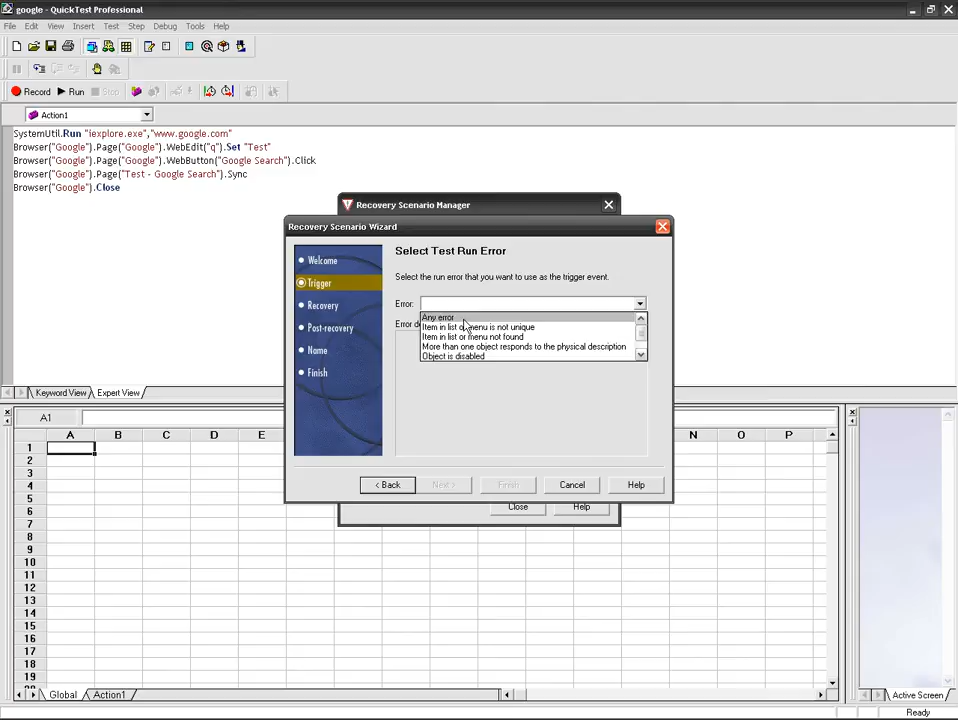 google - QuickTest Professional
File Edit View Insert Test Step Debug Tools Help
Record Run Stop
Action1
SystemUtil.Run "iexplore.exe","www.google.com"
Browser("Google").Page("Google").WebEdit("q").Set "Test"
Browser("Google").Page("Google").WebButton("Google Search").Click
Browser("Google").Page("Test - Google Search").Sync
Browser("Google").Close
Recovery Scenario Manager
Recovery Scenario Wizard
Welcome
Trigger
Recovery
Post-recovery
Name
Finish
Select Test Run Error
Select the run error that you want to use as the trigger event.
Error:
Error de
Any error
Item in list or menu is not unique
Item in list or menu not found
More than one object responds to the physical description
Object is disabled
< Back Next > Finish Cancel Help
Close Help
Keyword View Expert View
A1
A B C D E N O P
1
2
3
4
5
6
7
8
9
10
11
12
13
14
15
16
17
18
19
Global Action1
Active Screen
Ready